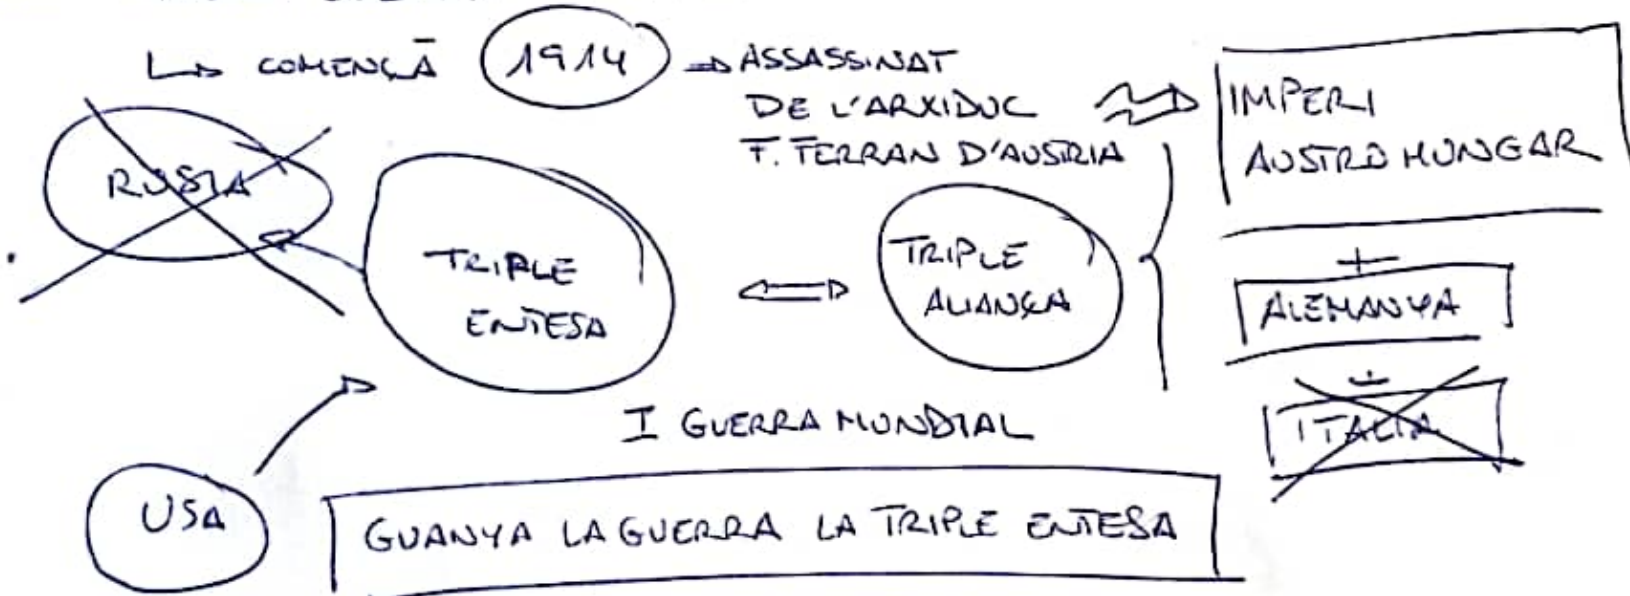 ↳ COMENÇÀ 1914 ⇒ ASSASSINAT
DE L'ARXIDUC
F. FERRAN D'AUSTRIA
IMPERI
AUSTRO HUNGAR
RUSIA
TRIPLE
ENTESA
TRIPLE
ALIANÇA
+
ALEMANYA
+
ITALIA
I GUERRA MUNDIAL
USA
GUANYA LA GUERRA LA TRIPLE ENTESA